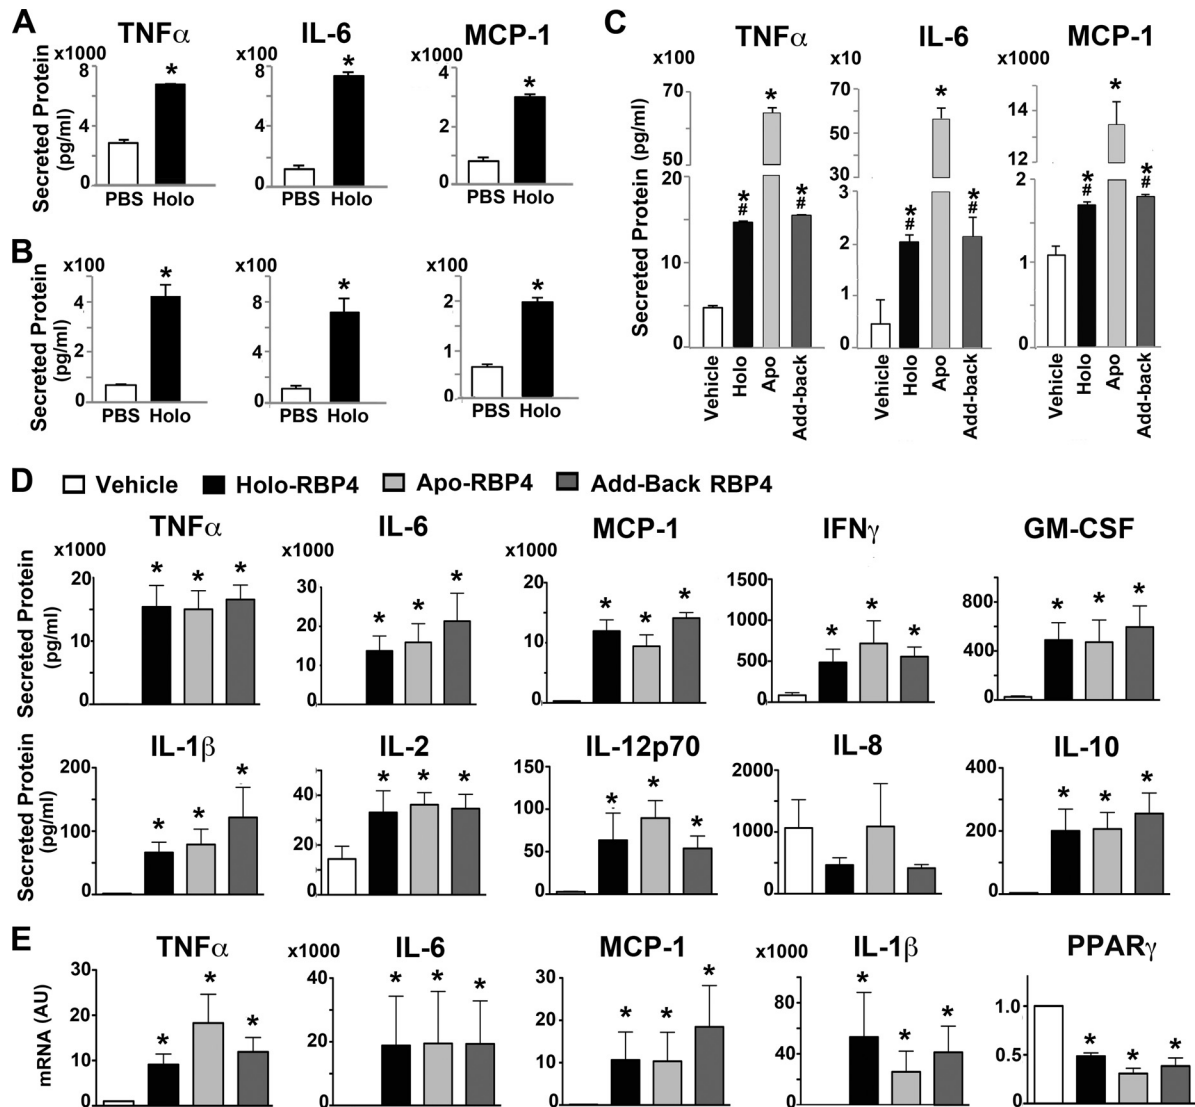 A
TNFα IL-6 MCP-1
x1000 x100 x1000
Secreted Protein
(pg/ml)
8 8 4
* * *
4 4 2
0 0 0
PBS Holo PBS Holo PBS Holo
B
x100 x100 x100
Secreted Protein
(pg/ml)
* * *
4 8 2
2 4 1
0 0 0
PBS Holo PBS Holo PBS Holo
C
TNFα IL-6 MCP-1
x100 x10 x1000
Secreted Protein (pg/ml)
70 70 14
50 50 12
30
* * *
20 3 2
10 2 1
0 1 0
0
* * * * * *
# # # # # #
Vehicle Holo Apo Add-back Vehicle Holo Apo Add-back Vehicle Holo Apo Add-back
D
Vehicle Holo-RBP4 Apo-RBP4 Add-Back RBP4
TNFα IL-6 MCP-1 IFNγ GM-CSF
x1000 x1000 x1000
Secreted Protein
(pg/ml)
20 30 20 1500 800
10 20 10 1000 400
0 10 0 500 0
0 0
* * * * * * * * * * * * * * *
IL-1β IL-2 IL-12p70 IL-8 IL-10
Secreted Protein
(pg/ml)
200 40 150 2000 400
100 20 100 1000 200
0 0 50 0 0
0
* * * * * * * * * * * *
E
TNFα IL-6 MCP-1 IL-1β PPARγ
x1000 x1000
mRNA (AU)
30 40 30 80 1.0
20 20 20 40 0.5
10 0 10 0 0
0 0
* * * * * * * * * * * * * * *